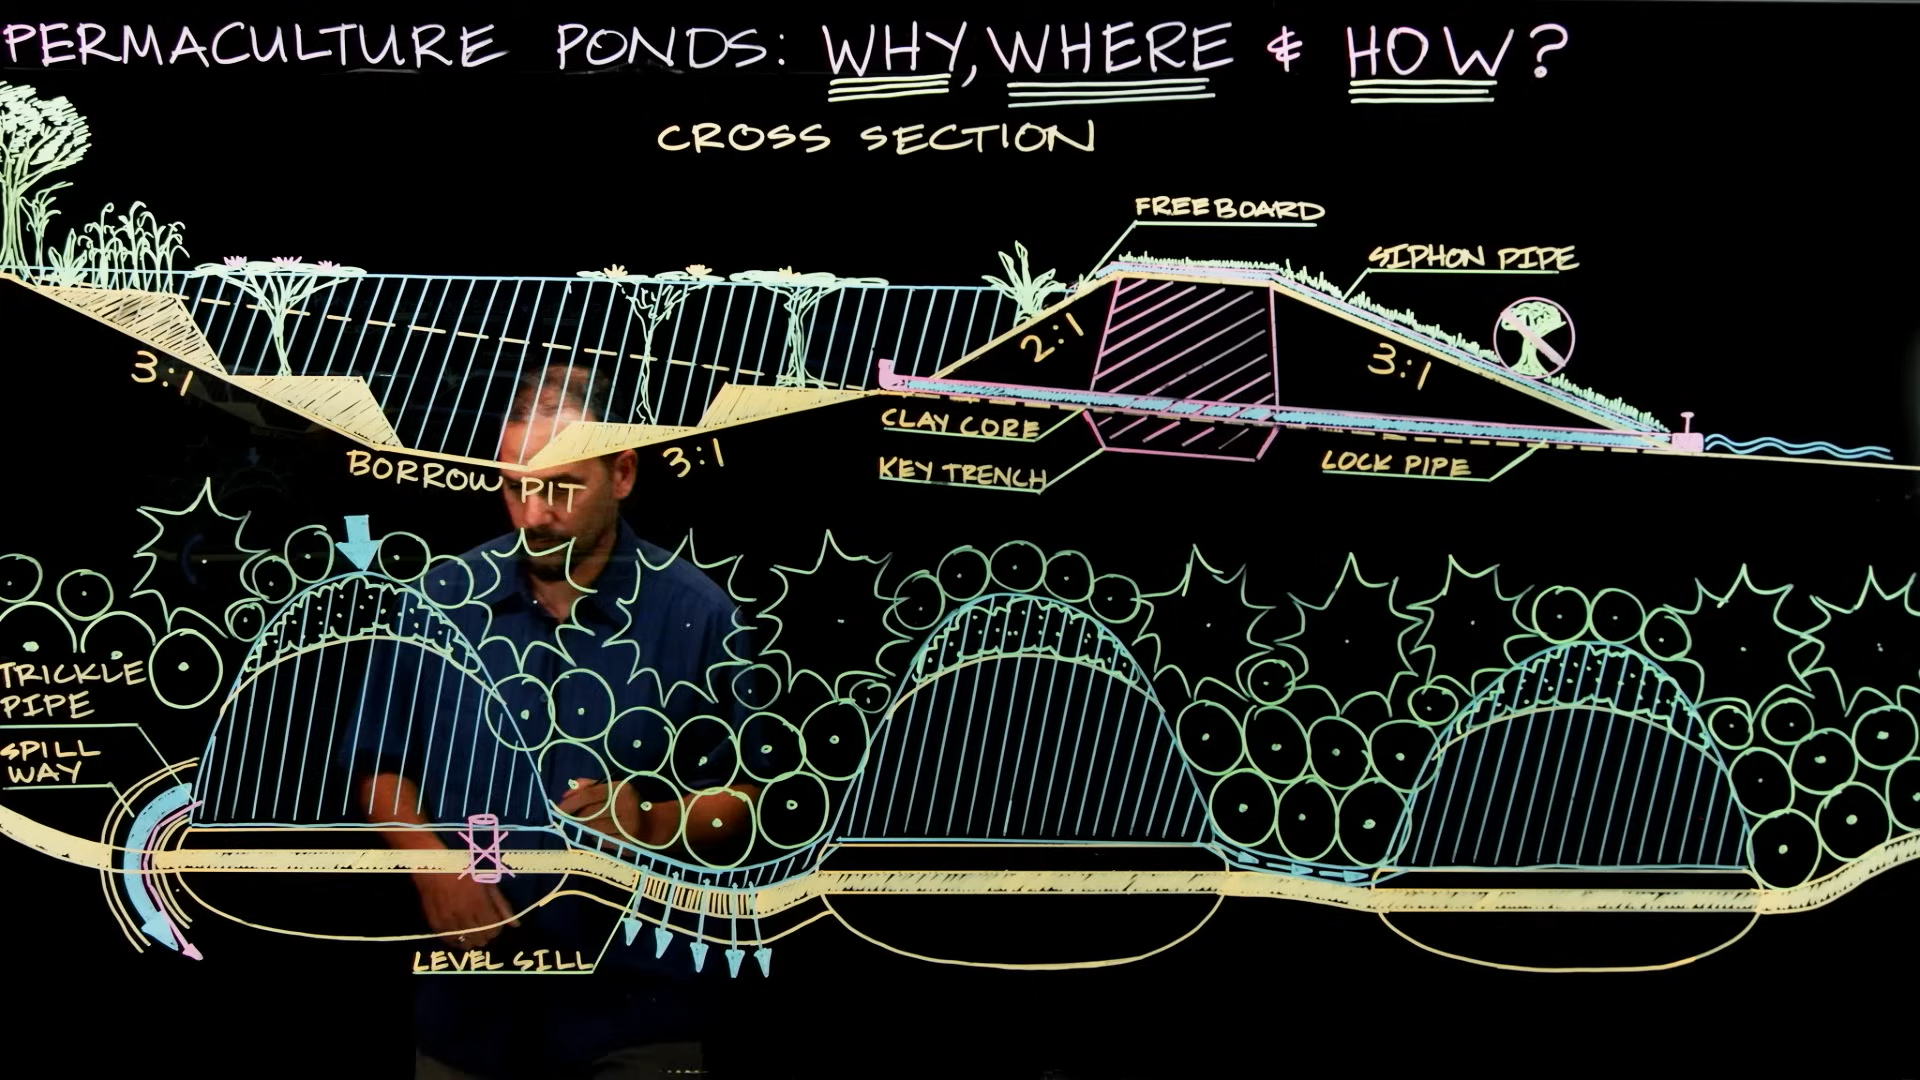 PERMACULTURE PONDS: WHY, WHERE & HOW?
CROSS SECTION
FREEBOARD
SIPHON PIPE
3:1
2:1
3:1
CLAY CORE
BORROW PIT
3:1
KEY TRENCH
LOCK PIPE
TRICKLE
PIPE
SPILL
WAY
LEVEL SILL